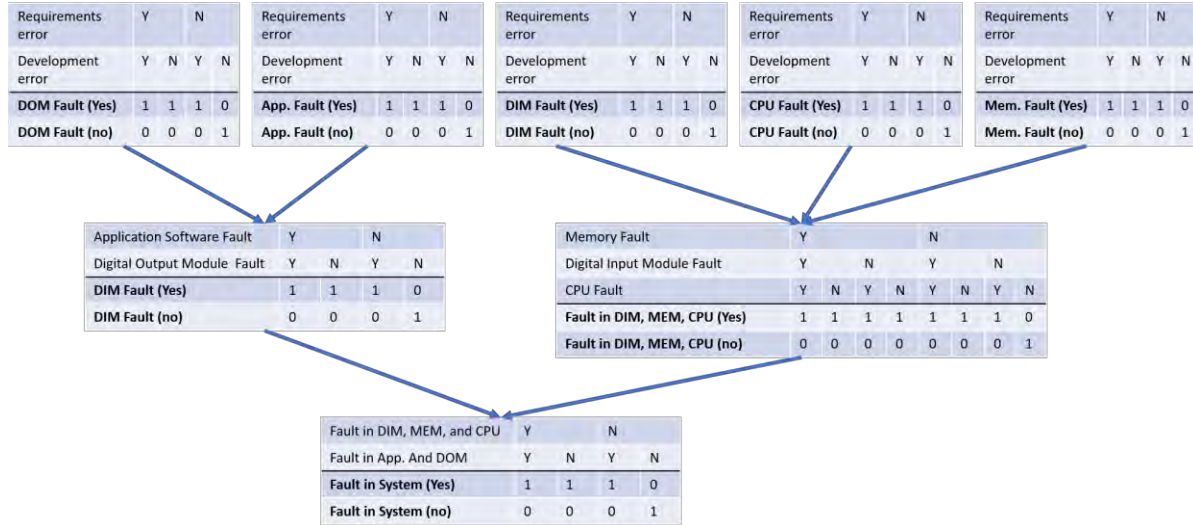 Requirements Y N
error
Development Y N Y N
error
DOM Fault (Yes) 1 1 1 0
DOM Fault (no) 0 0 0 1
Requirements Y N
error
Development Y N Y N
error
App. Fault (Yes) 1 1 1 0
App. Fault (no) 0 0 0 1
Requirements Y N
error
Development Y N Y N
error
DIM Fault (Yes) 1 1 1 0
DIM Fault (no) 0 0 0 1
Requirements Y N
error
Development Y N Y N
error
CPU Fault (Yes) 1 1 1 0
CPU Fault (no) 0 0 0 1
Requirements Y N
error
Development Y N Y N
error
Mem. Fault (Yes) 1 1 1 0
Mem. Fault (no) 0 0 0 1
Application Software Fault Y N
Digital Output Module Fault Y N Y N
DIM Fault (Yes) 1 1 1 0
DIM Fault (no) 0 0 0 1
Memory Fault Y N
Digital Input Module Fault Y N Y N
CPU Fault Y N Y N Y N Y N
Fault in DIM, MEM, CPU (Yes) 1 1 1 1 1 1 1 0
Fault in DIM, MEM, CPU (no) 0 0 0 0 0 0 0 1
Fault in DIM, MEM, and CPU Y N
Fault in App. And DOM Y N Y N
Fault in System (Yes) 1 1 1 0
Fault in System (no) 0 0 0 1